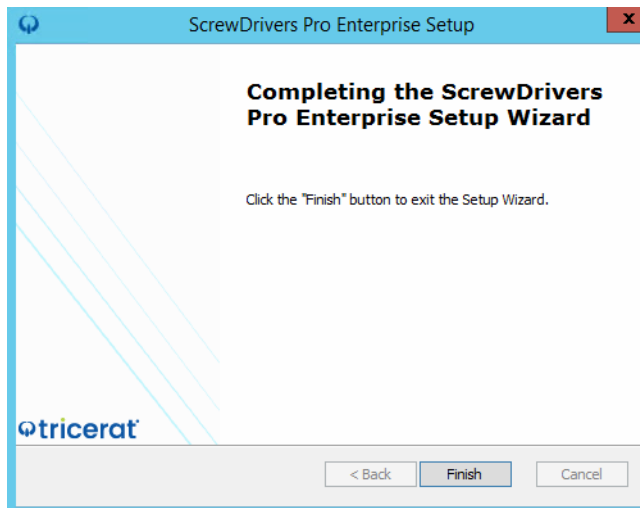 ScrewDrivers Pro Enterprise Setup
x
Completing the ScrewDrivers
Pro Enterprise Setup Wizard
Click the "Finish" button to exit the Setup Wizard.
tricerat
< Back Finish Cancel